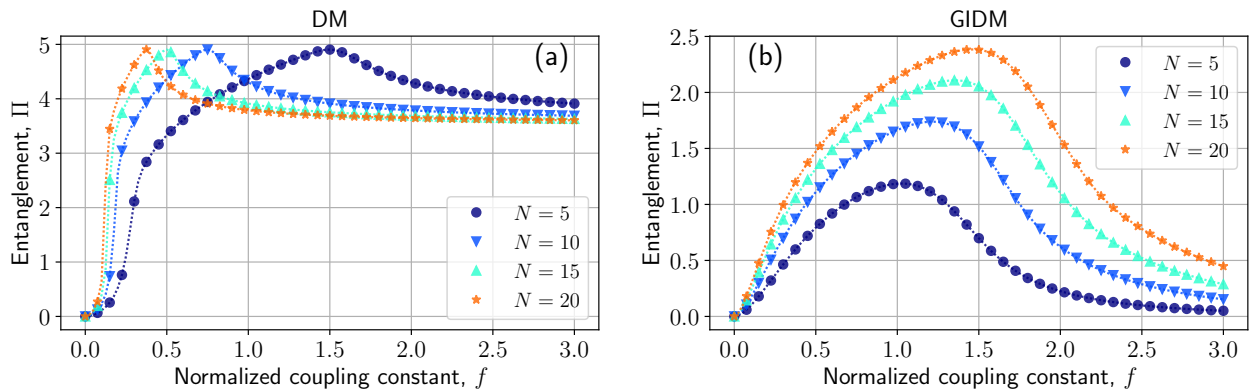 DM
(a)
Entanglement, Π
5
4
3
2
1
0
N = 5
N = 10
N = 15
N = 20
0.0 0.5 1.0 1.5 2.0 2.5 3.0
Normalized coupling constant, f
GIDM
(b)
Entanglement, Π
2.5
2.0
1.5
1.0
0.5
0.0
N = 5
N = 10
N = 15
N = 20
0.0 0.5 1.0 1.5 2.0 2.5 3.0
Normalized coupling constant, f